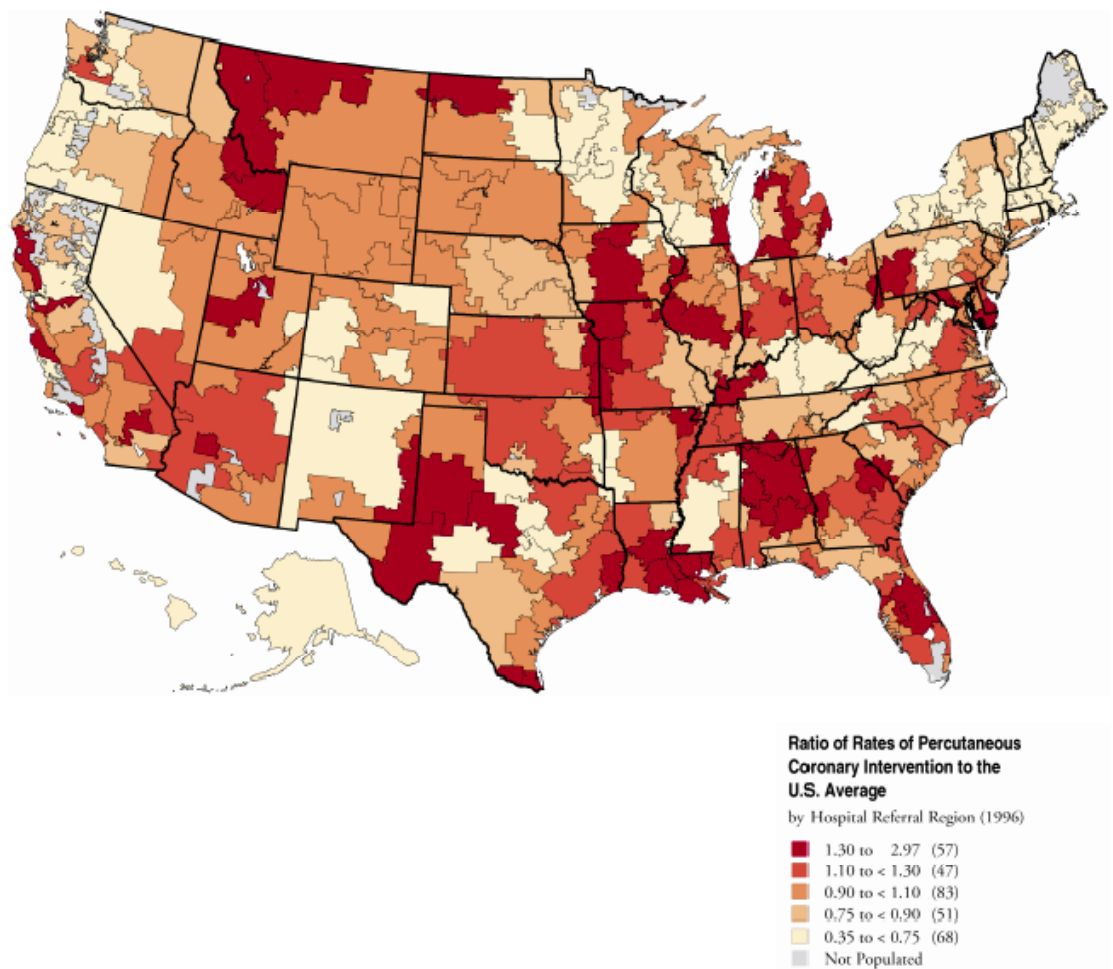 Ratio of Rates of Percutaneous
Coronary Intervention to the
U.S. Average
by Hospital Referral Region (1996)
1.30 to 2.97 (57)
1.10 to < 1.30 (47)
0.90 to < 1.10 (83)
0.75 to < 0.90 (51)
0.35 to < 0.75 (68)
Not Populated